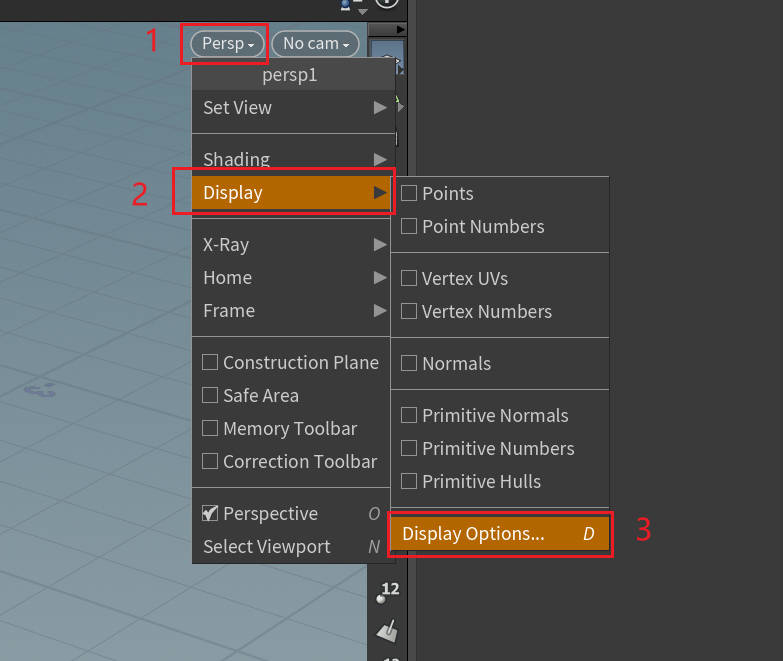 1
Persp
No cam
persp1
Set View
Shading
2
Display
X-Ray
Home
Frame
Construction Plane
Safe Area
Memory Toolbar
Correction Toolbar
Perspective O
Select Viewport N
Points
Point Numbers
Vertex UVs
Vertex Numbers
Normals
Primitive Normals
Primitive Numbers
Primitive Hulls
Display Options... D
3
12